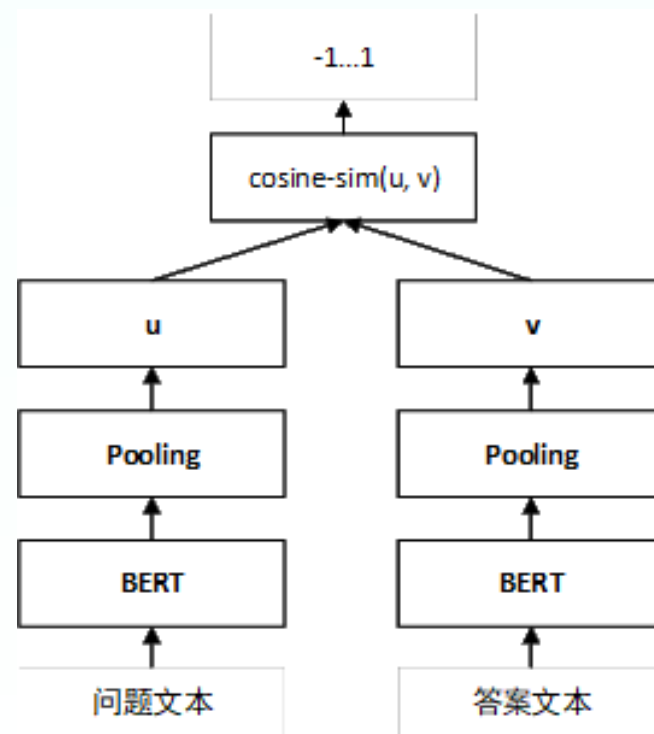 -1...1
cosine-sim(u, v)
u
v
Pooling
Pooling
BERT
BERT
问题文本
答案文本